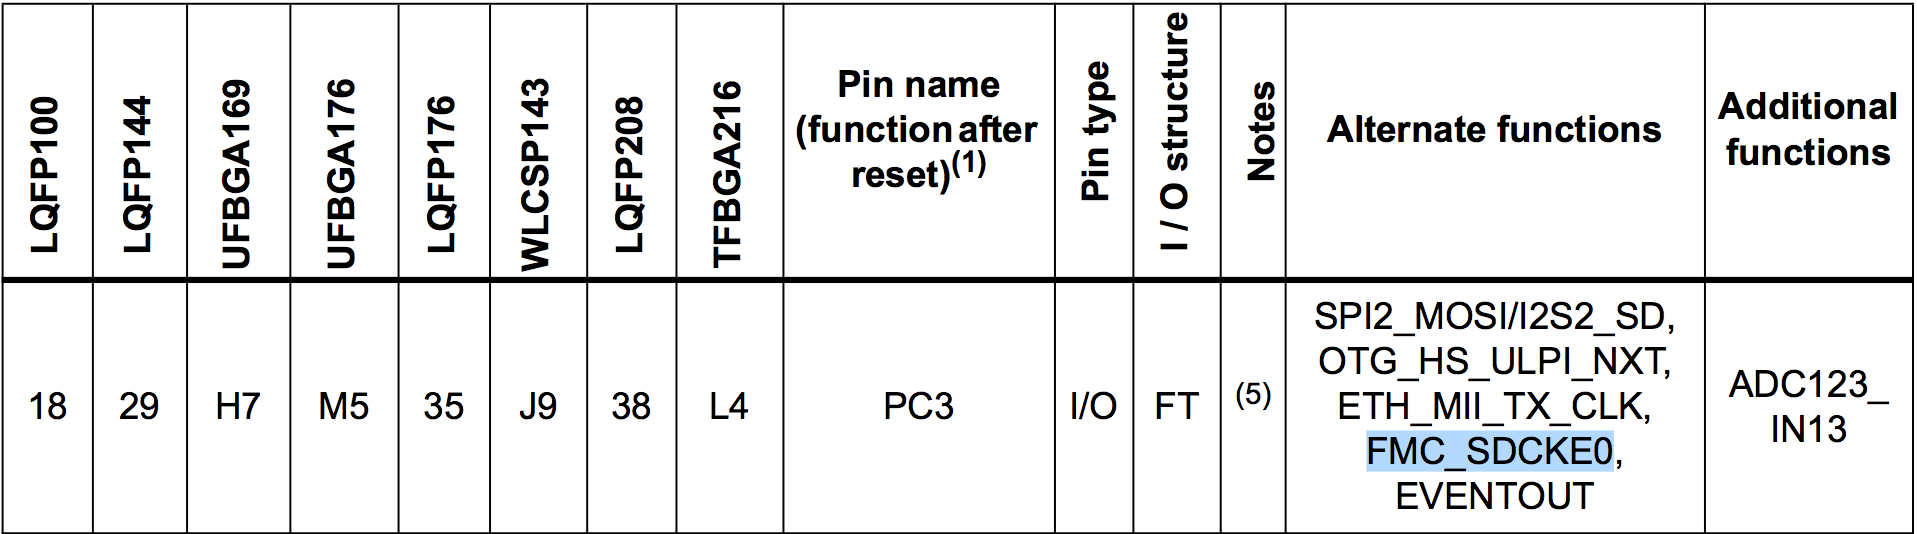 LQFP100
LQFP144
UFBGA169
UFBGA176
LQFP176
WLCSP143
LQFP208
TFBGA216
Pin name
(function after
reset)(1)
Pin type
I / O structure
Notes
Alternate functions
Additional
functions
18
29
H7
M5
35
J9
38
L4
PC3
I/O
FT
(5)
SPI2_MOSI/I2S2_SD,
OTG_HS_ULPI_NXT,
ETH_MII_TX_CLK,
FMC_SDCKE0,
EVENTOUT
ADC123_
IN13